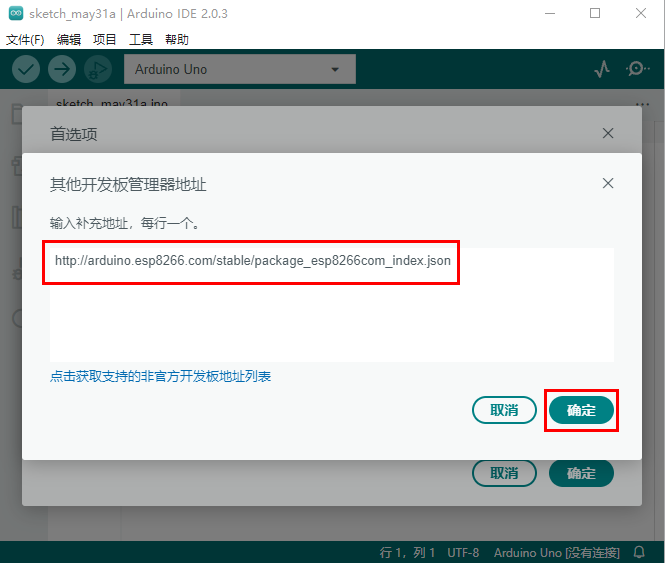 sketch_may31a | Arduino IDE 2.0.3
文件(F) 编辑 项目 工具 帮助
Arduino Uno
sketch_may31a.ino
首选项
其他开发板管理器地址
输入补充地址，每行一个。
http://arduino.esp8266.com/stable/package_esp8266com_index.json
点击获取支持的非官方开发板地址列表
取消 确定
取消 确定
行 1，列 1 UTF-8 Arduino Uno [没有连接]